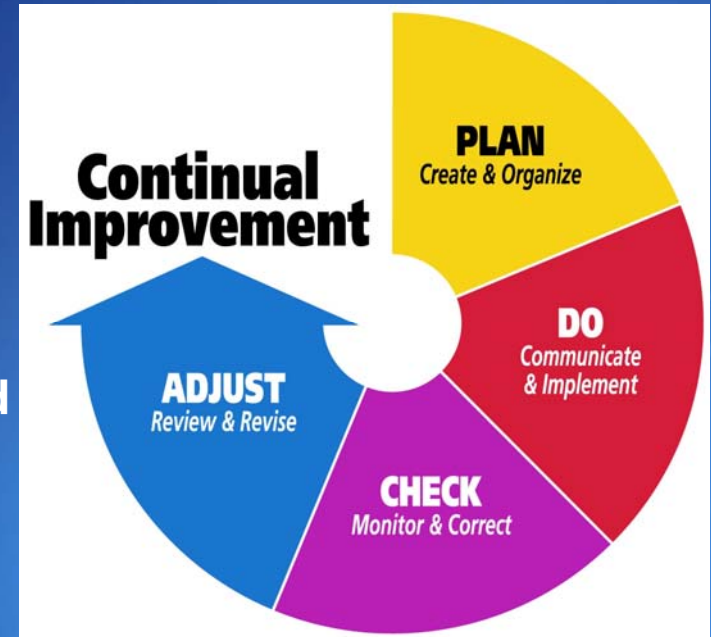 Continual
Improvement
PLAN
Create & Organize
DO
Communicate
& Implement
CHECK
Monitor & Correct
ADJUST
Review & Revise